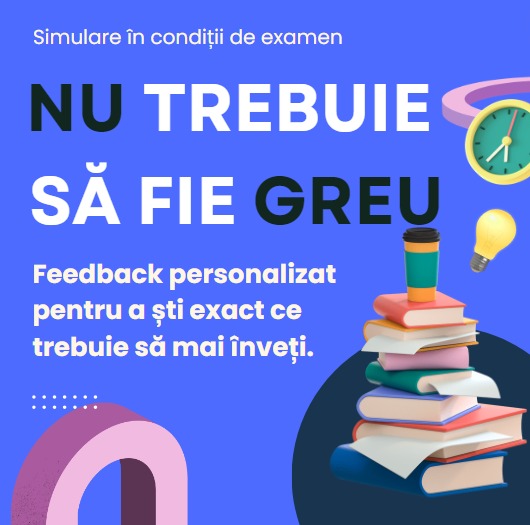 Simulare în condiții de examen
NU TREBUIE
SĂ FIE GREU
Feedback personalizat
pentru a ști exact ce
trebuie să mai înveți.